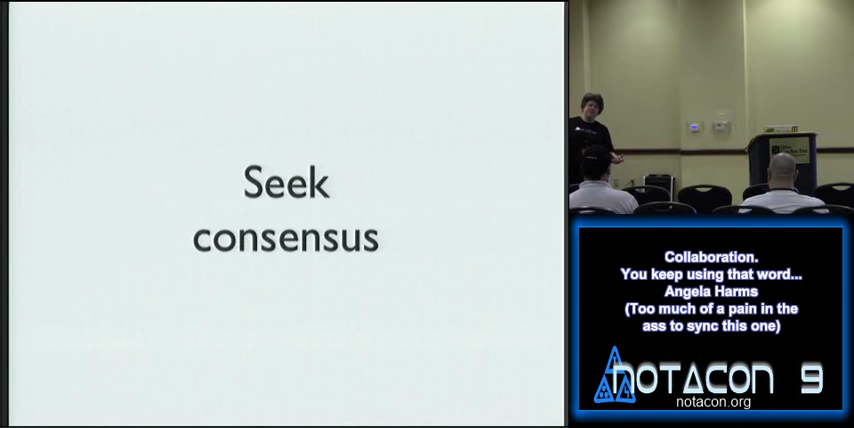 Seek
consensus
Collaboration.
You keep using that word...
Angela Harms
(Too much of a pain in the
ass to sync this one)
NOTACON 9
notacon.org